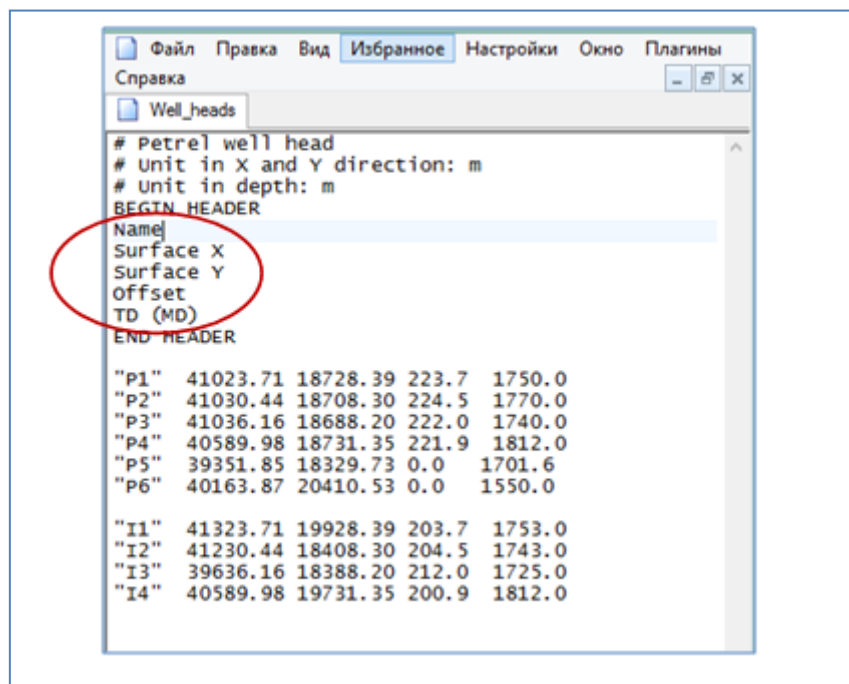 Файл Правка Вид Избранное Настройки Окно Плагины
Справка
Well_heads
# Petrel well head
# Unit in X and Y direction: m
# Unit in depth: m
BEGIN HEADER
Name
Surface X
Surface Y
Offset
TD (MD)
END HEADER
"P1" 41023.71 18728.39 223.7 1750.0
"P2" 41030.44 18708.30 224.5 1770.0
"P3" 41036.16 18688.20 222.0 1740.0
"P4" 40589.98 18731.35 221.9 1812.0
"P5" 39351.85 18329.73 0.0 1701.6
"P6" 40163.87 20410.53 0.0 1550.0
"I1" 41323.71 19928.39 203.7 1753.0
"I2" 41230.44 18408.30 204.5 1743.0
"I3" 39636.16 18388.20 212.0 1725.0
"I4" 40589.98 19731.35 200.9 1812.0